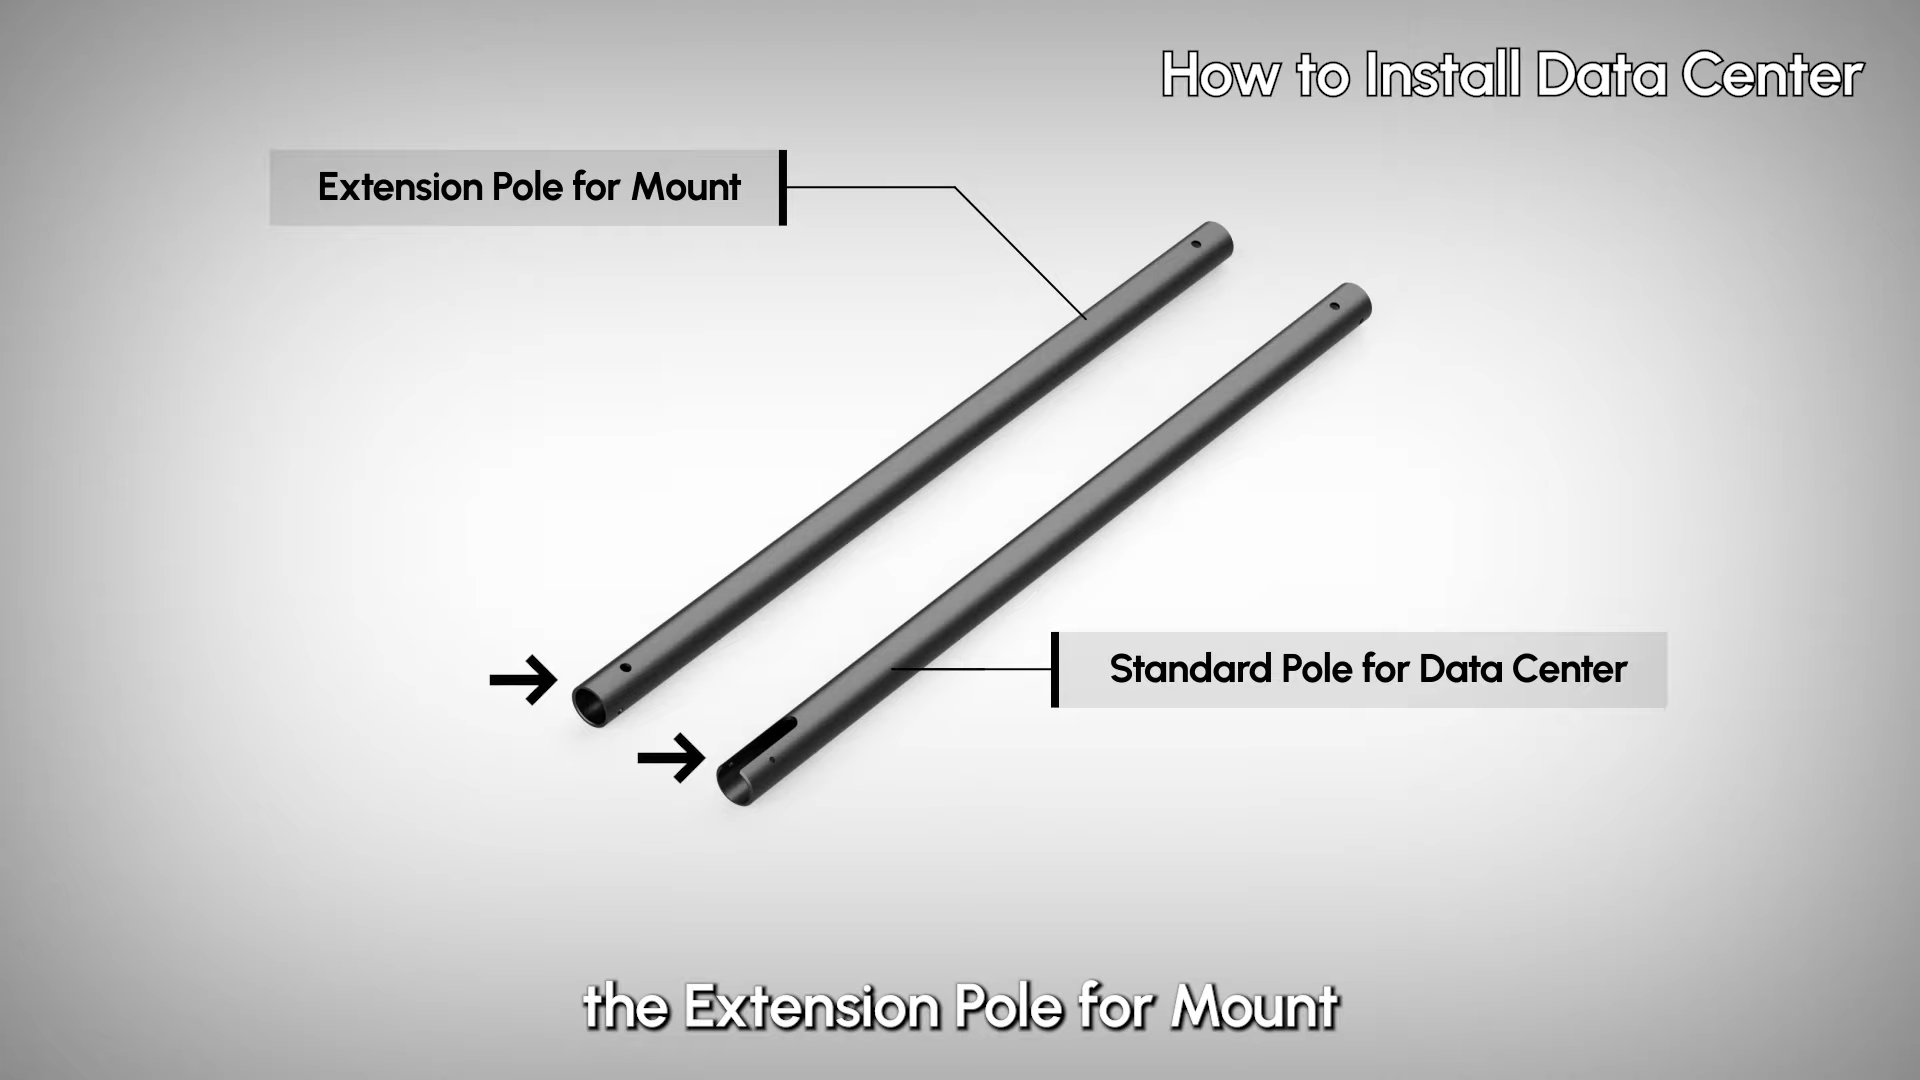 How to Install Data Center
Extension Pole for Mount
Standard Pole for Data Center
the Extension Pole for Mount